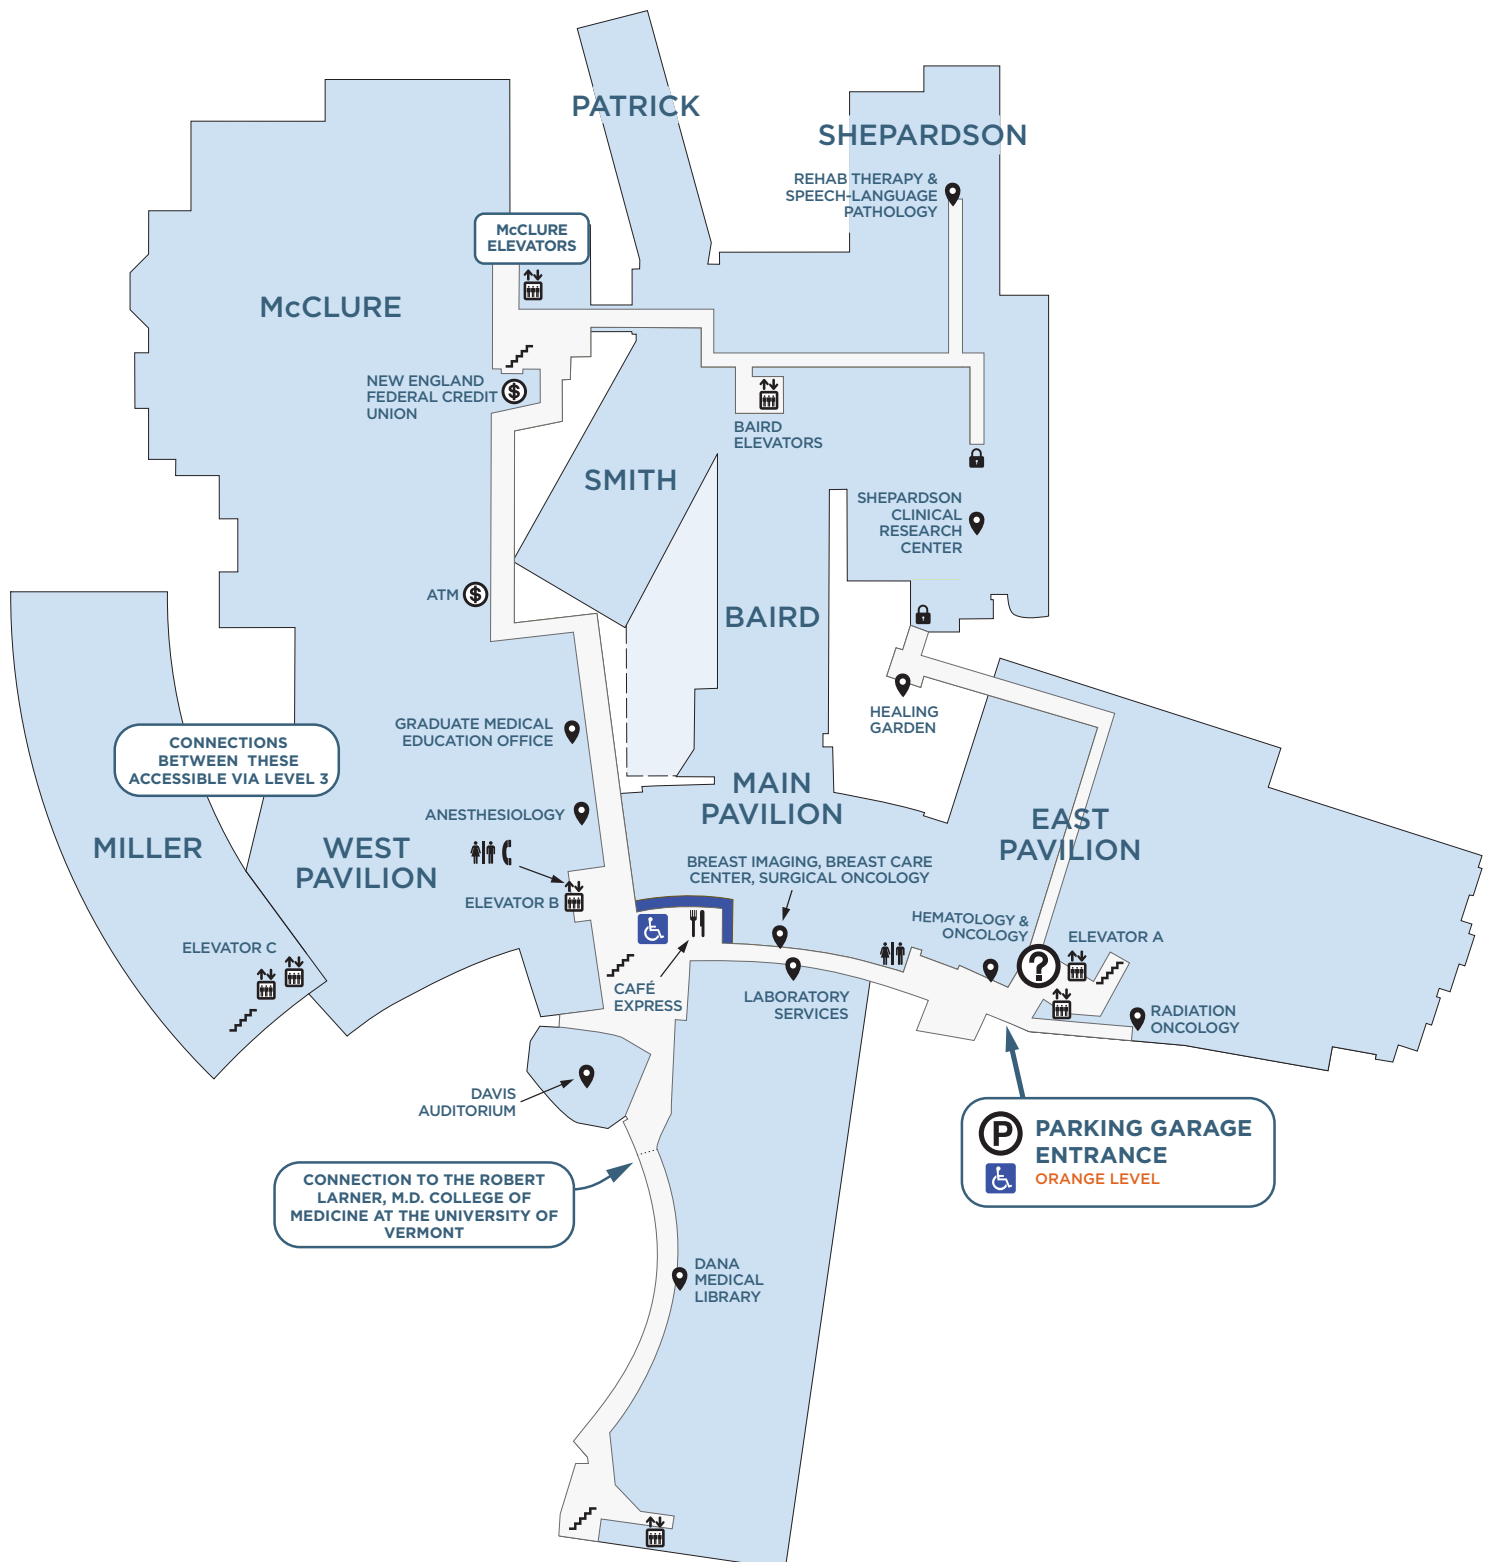 PATRICK
SHEPARDSON
REHAB THERAPY &
SPEECH-LANGUAGE
PATHOLOGY
McCLURE
ELEVATORS
McCLURE
NEW ENGLAND
FEDERAL CREDIT
UNION
$
BAIRD
ELEVATORS
SMITH
SHEPARDSON
CLINICAL
RESEARCH
CENTER
ATM
$
BAIRD
HEALING
GARDEN
GRADUATE MEDICAL
EDUCATION OFFICE
CONNECTIONS
BETWEEN THESE
ACCESSIBLE VIA LEVEL 3
MAIN
PAVILION
ANESTHESIOLOGY
EAST
PAVILION
MILLER
WEST
PAVILION
BREAST IMAGING, BREAST CARE
CENTER, SURGICAL ONCOLOGY
ELEVATOR B
HEMATOLOGY &
ONCOLOGY
ELEVATOR A
?
ELEVATOR C
CAFÉ
EXPRESS
LABORATORY
SERVICES
RADIATION
ONCOLOGY
DAVIS
AUDITORIUM
P
PARKING GARAGE
ENTRANCE
ORANGE LEVEL
CONNECTION TO THE ROBERT
LARNER, M.D. COLLEGE OF
MEDICINE AT THE UNIVERSITY OF
VERMONT
DANA
MEDICAL
LIBRARY